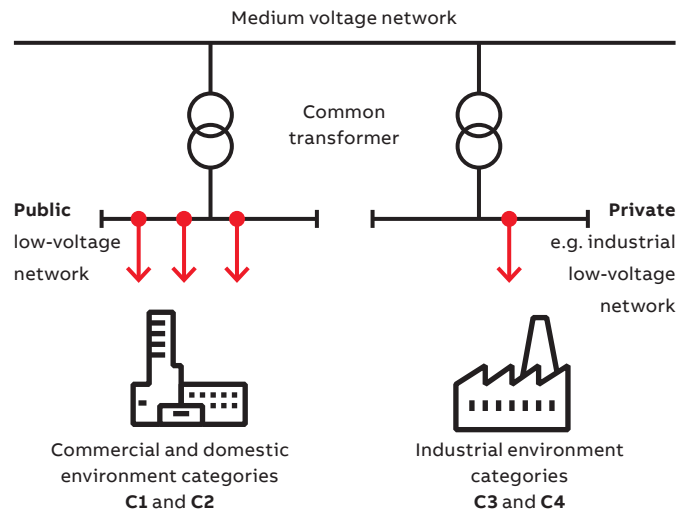 Medium voltage network
Common
transformer
Public
low-voltage
network
Private
e.g. industrial
low-voltage
network
Commercial and domestic
environment categories
C1 and C2
Industrial environment
categories
C3 and C4